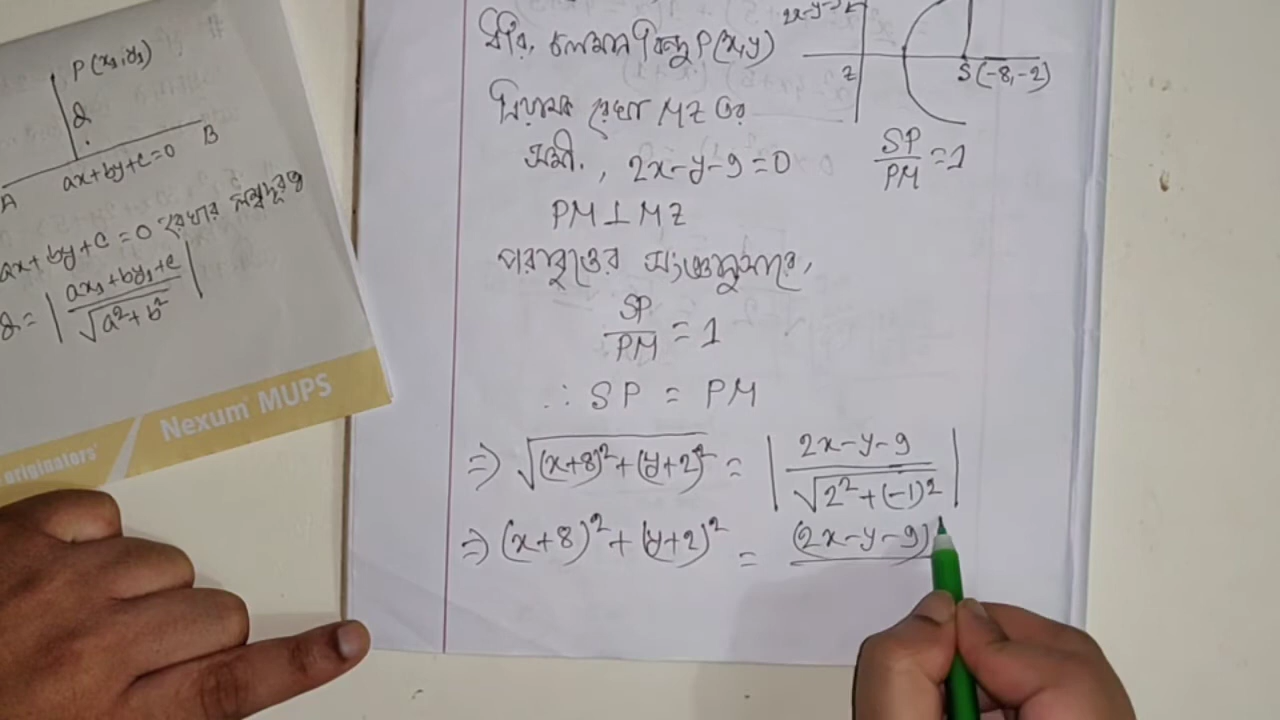 P(x₁,y₁)
d
B
A
ax+by+c=0
ax+by+c=0 রেখার লম্বদূরত্ব
d = | ax₁+by₁+c / √a²+b² |
originators'
Nexum MUPS
ধরি, চলমান বিন্দু P(x,y)
Z
S(-8,-2)
নিয়ামক রেখা MZ এর
সমী., 2x-y-9=0
SP/PM = 1
PM⊥MZ
পরাবৃত্তের সংজ্ঞানুসারে,
SP/PM = 1
∴ SP = PM
⇒ √(x+8)²+(y+2)² = | 2x-y-9 / √2²+(-1)² |
⇒ (x+8)²+(y+2)² = (2x-y-9)